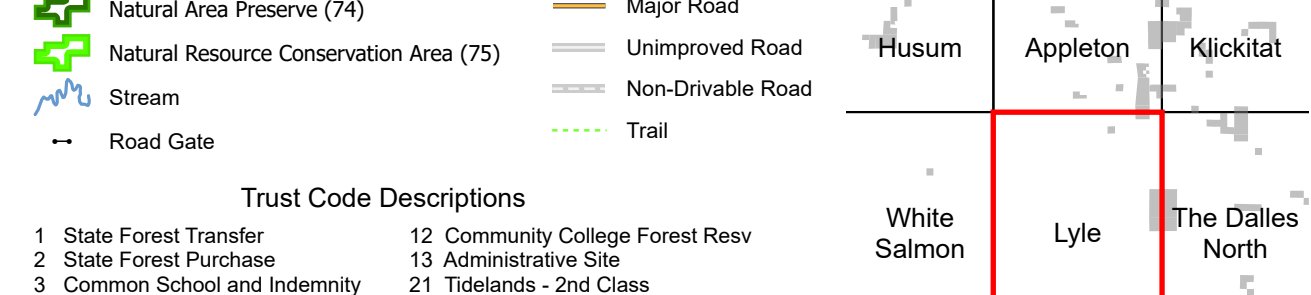 Natural Area Preserve (74)
Natural Resource Conservation Area (75)
Stream
Road Gate
Major Road
Unimproved Road
Non-Drivable Road
Trail
Trust Code Descriptions
1 State Forest Transfer
2 State Forest Purchase
3 Common School and Indemnity
12 Community College Forest Resv
13 Administrative Site
21 Tidelands - 2nd Class
Husum
Appleton
Klickitat
White
Salmon
Lyle
The Dalles
North